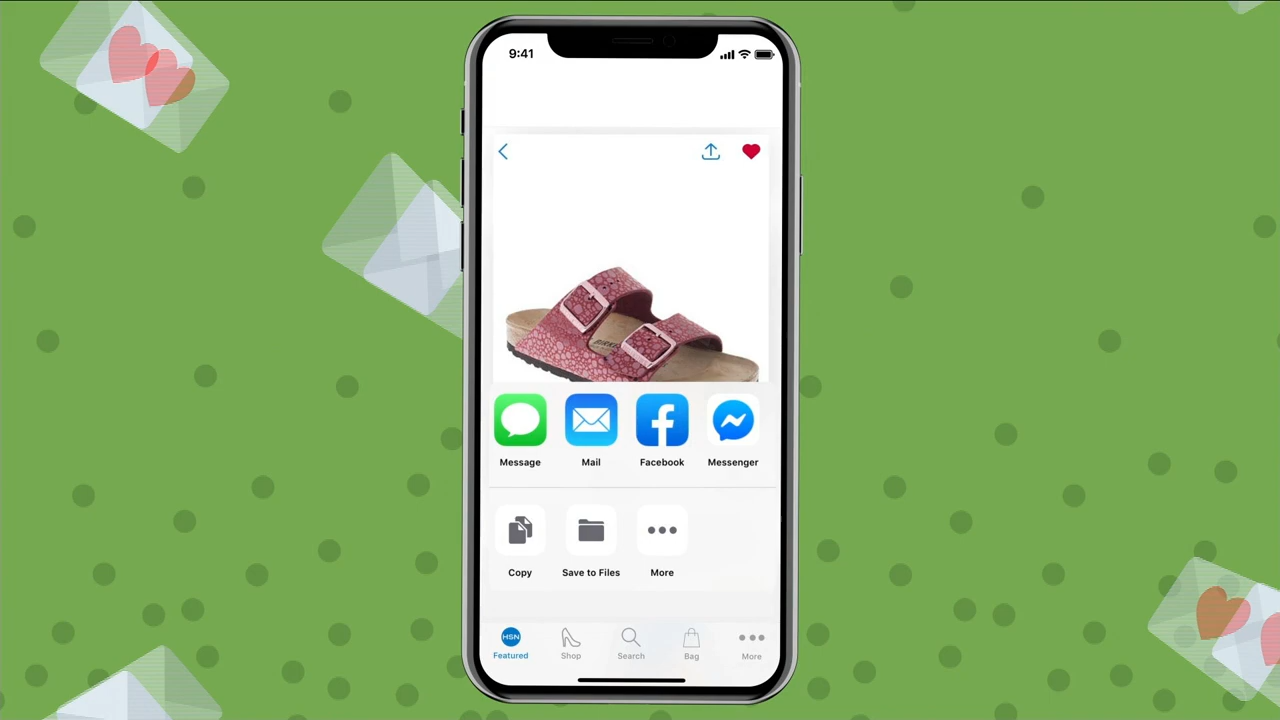 9:41
Message Mail Facebook Messenger
Copy Save to Files More
HSN
Featured Shop Search Bag More